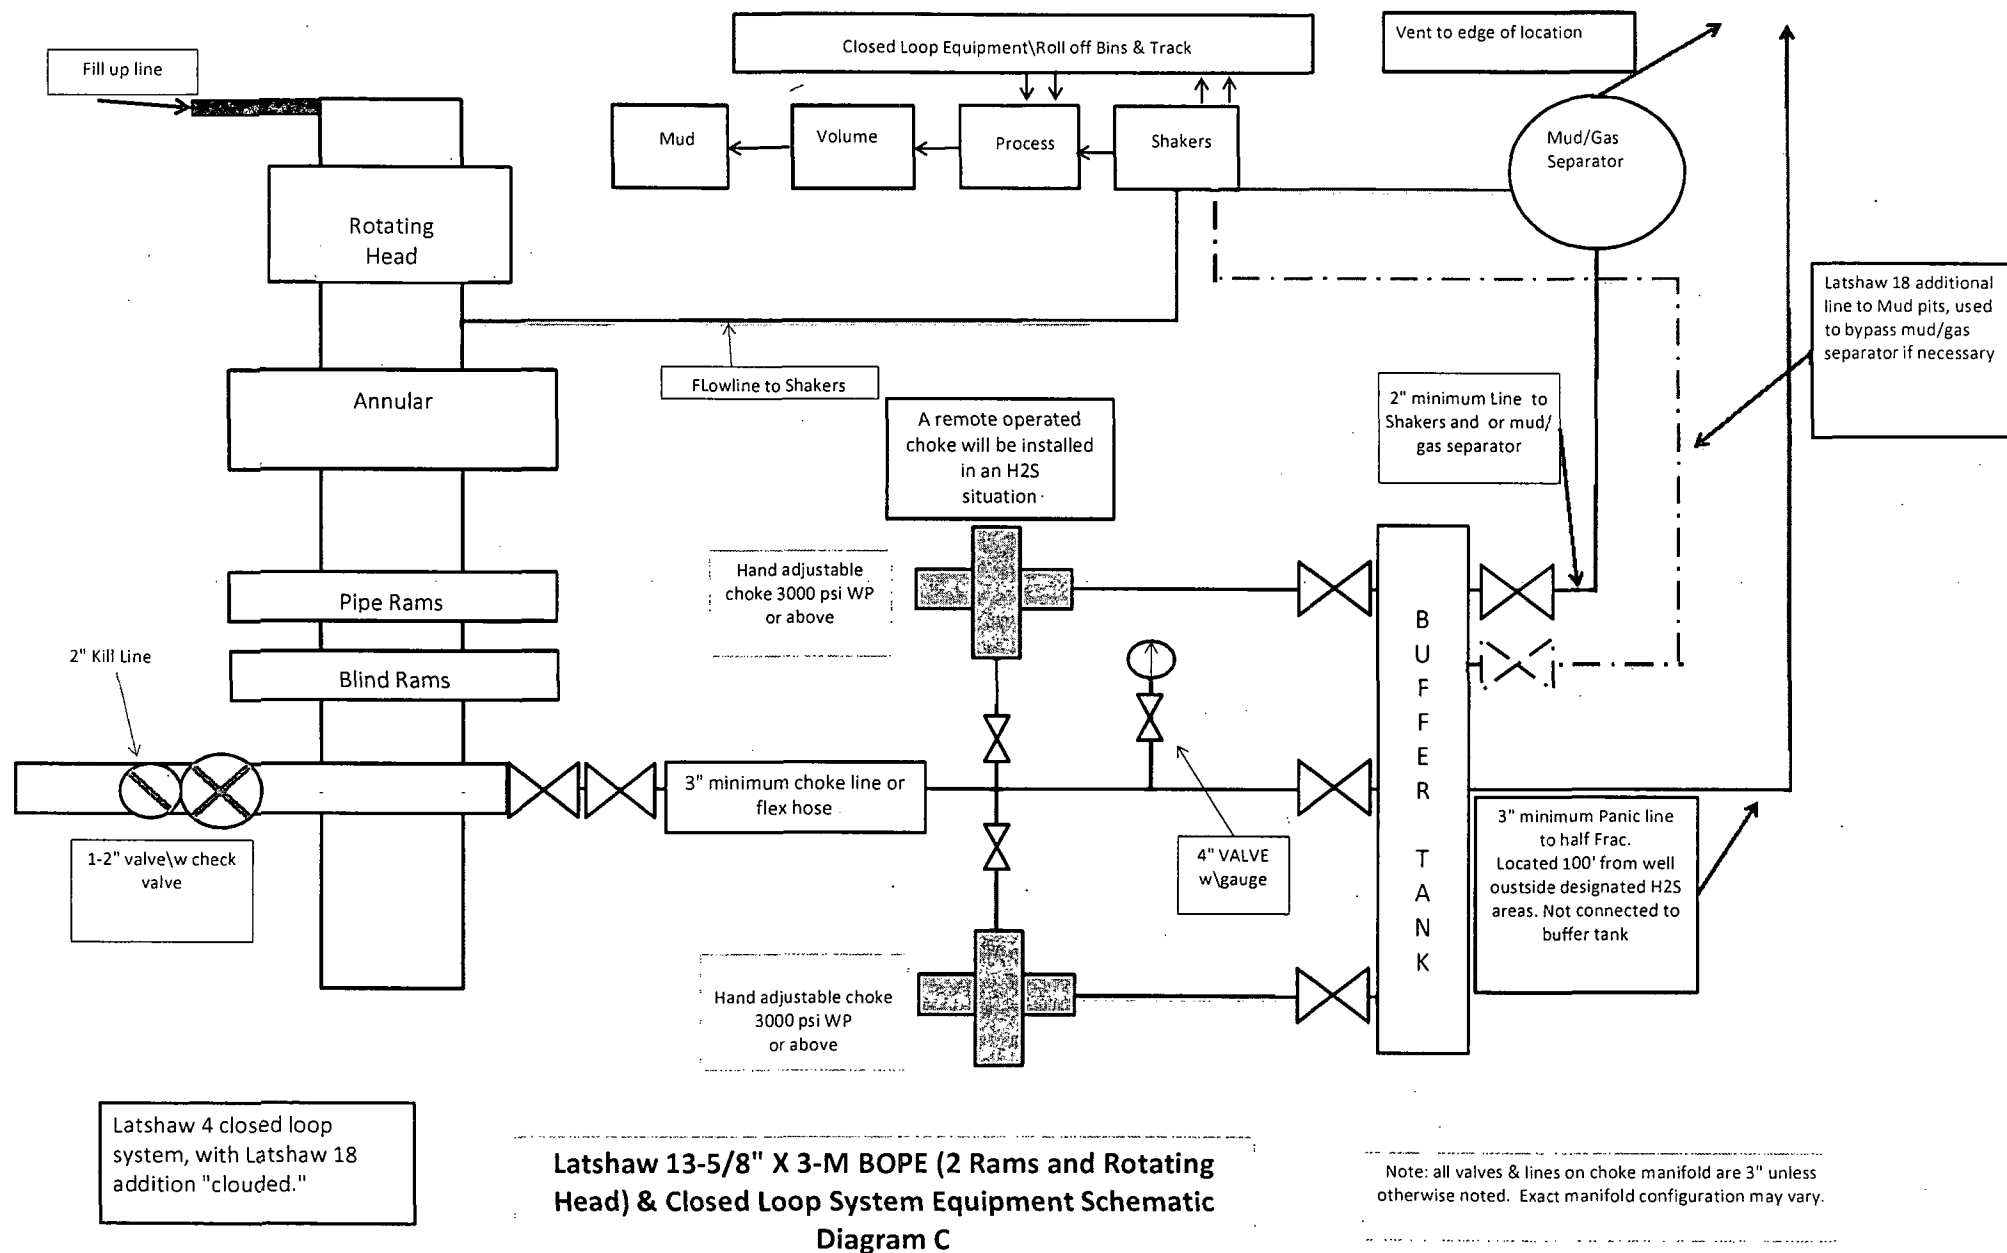 Fill up line
Closed Loop Equipment\Roll off Bins & Track
Vent to edge of location
Mud
Volume
Process
Shakers
Mud/Gas
Separator
Rotating
Head
Latshaw 18 additional
line to Mud pits, used
to bypass mud/gas
separator if necessary
FLowline to Shakers
Annular
2" minimum Line to
Shakers and or mud/
gas separator
A remote operated
choke will be installed
in an H2S
situation
Hand adjustable
choke 3000 psi WP
or above
Pipe Rams
Blind Rams
2" Kill Line
3" minimum choke line or
flex hose
1-2" valve\w check
valve
4" VALVE
w\gauge
B
U
F
F
E
R
T
A
N
K
3" minimum Panic line
to half Frac.
Located 100' from well
oustside designated H2S
areas. Not connected to
buffer tank
Hand adjustable choke
3000 psi WP
or above
Latshaw 4 closed loop
system, with Latshaw 18
addition "clouded."
Latshaw 13-5/8" X 3-M BOPE (2 Rams and Rotating
Head) & Closed Loop System Equipment Schematic
Diagram C
Note: all valves & lines on choke manifold are 3" unless
otherwise noted. Exact manifold configuration may vary.